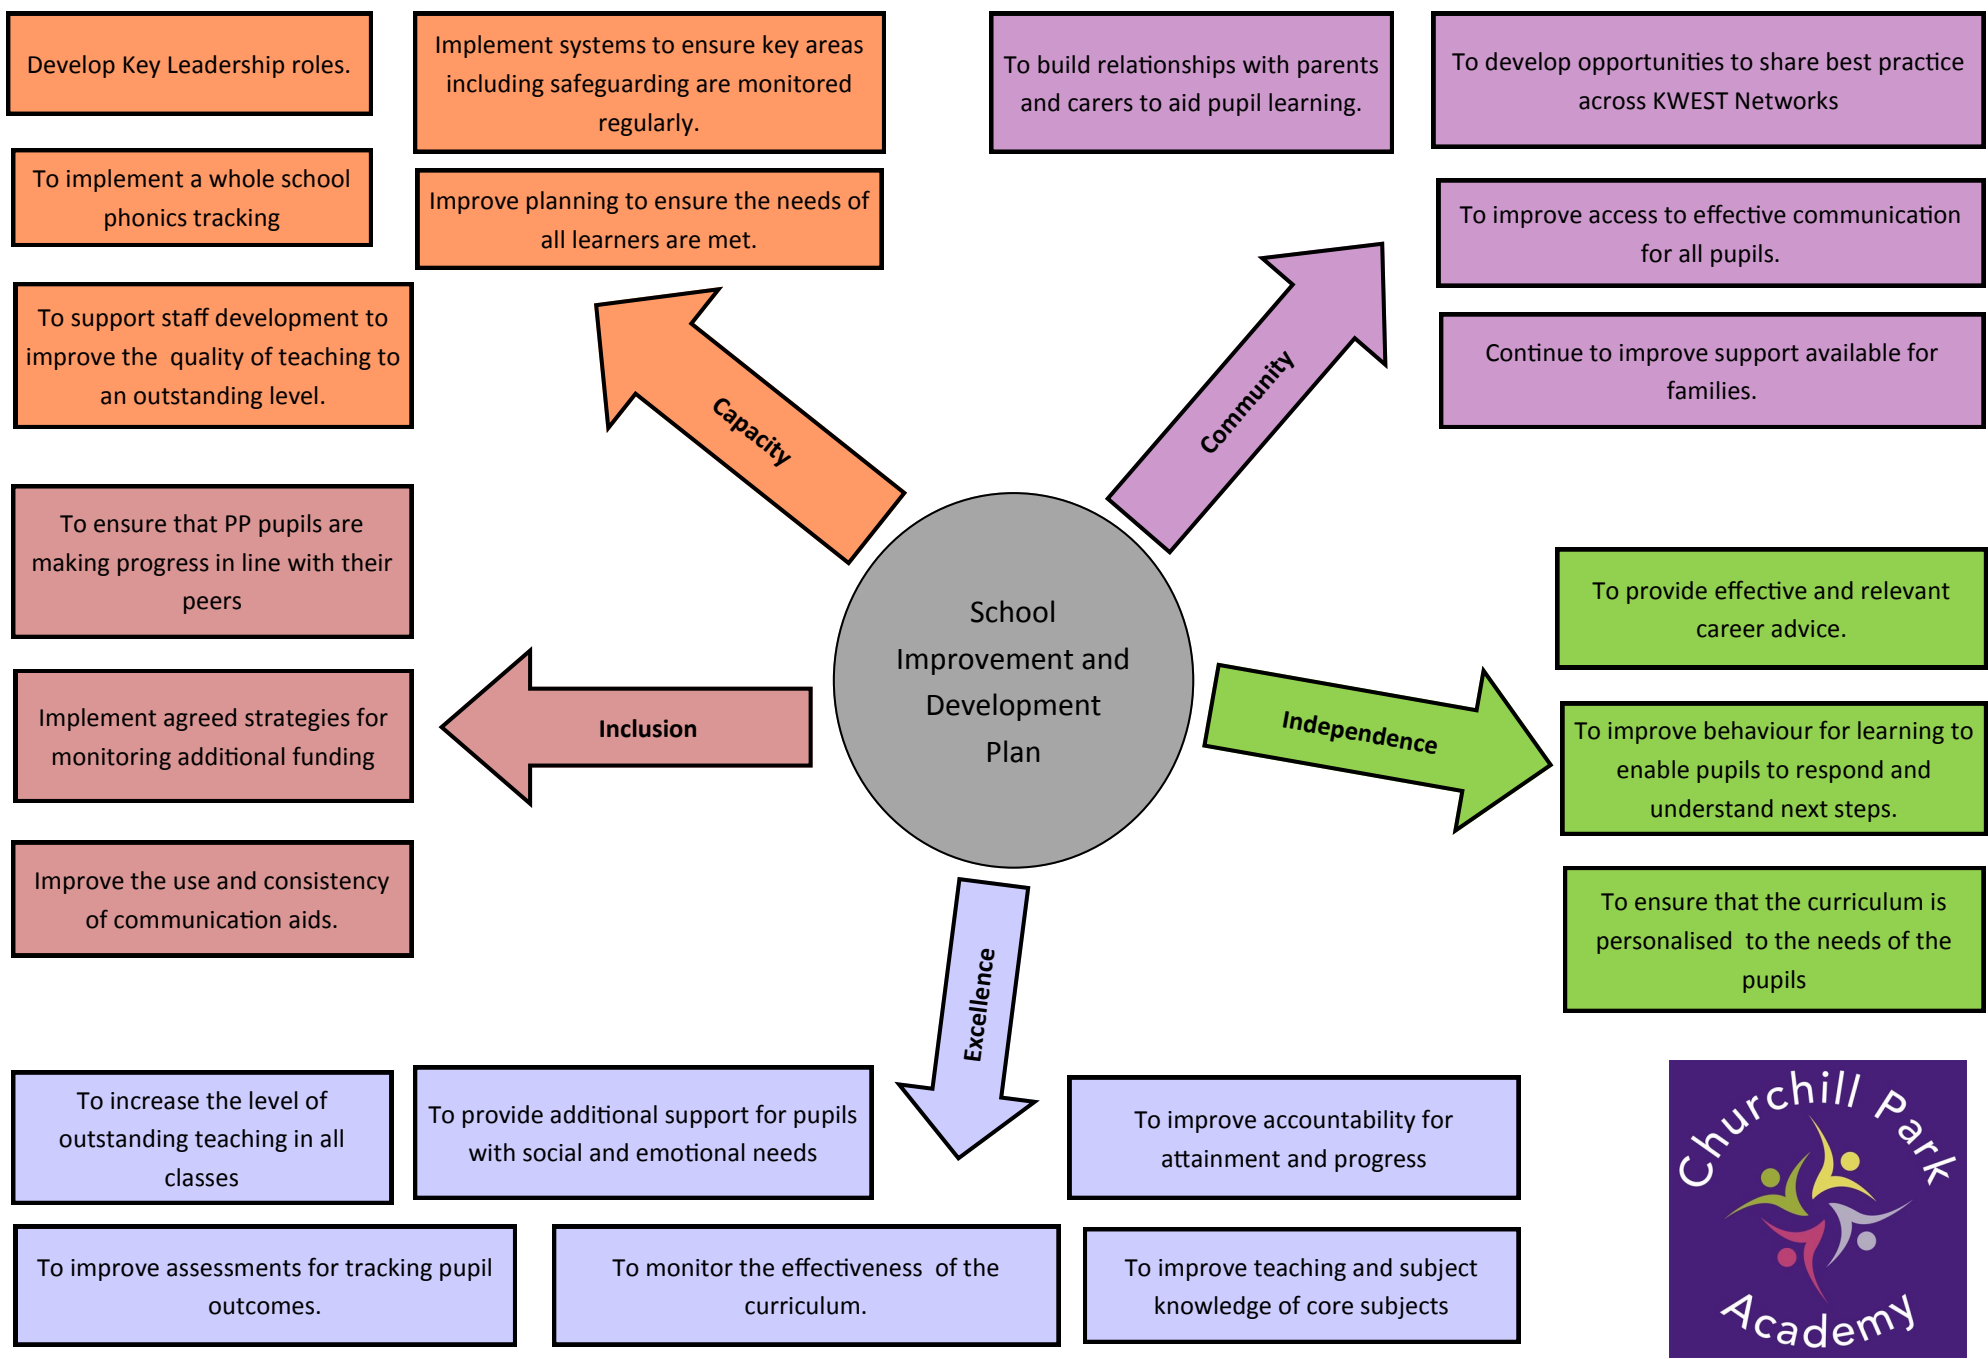 Develop Key Leadership roles.
Implement systems to ensure key areas
including safeguarding are monitored
regularly.
To implement a whole school
phonics tracking
Improve planning to ensure the needs of
all learners are met.
To support staff development to
improve the  quality of teaching to
an outstanding level.
Capacity
To build relationships with parents
and carers to aid pupil learning.
To develop opportunities to share best practice
across KWEST Networks
To improve access to effective communication
for all pupils.
Continue to improve support available for
families.
Community
To ensure that PP pupils are
making progress in line with their
peers
Implement agreed strategies for
monitoring additional funding
Improve the use and consistency
of communication aids.
Inclusion
School
Improvement and
Development
Plan
Independence
To provide effective and relevant
career advice.
To improve behaviour for learning to
enable pupils to respond and
understand next steps.
To ensure that the curriculum is
personalised  to the needs of the
pupils
Excellence
To increase the level of
outstanding teaching in all
classes
To provide additional support for pupils
with social and emotional needs
To improve accountability for
attainment and progress
To improve assessments for tracking pupil
outcomes.
To monitor the effectiveness  of the
curriculum.
To improve teaching and subject
knowledge of core subjects
Churchill Park
Academy